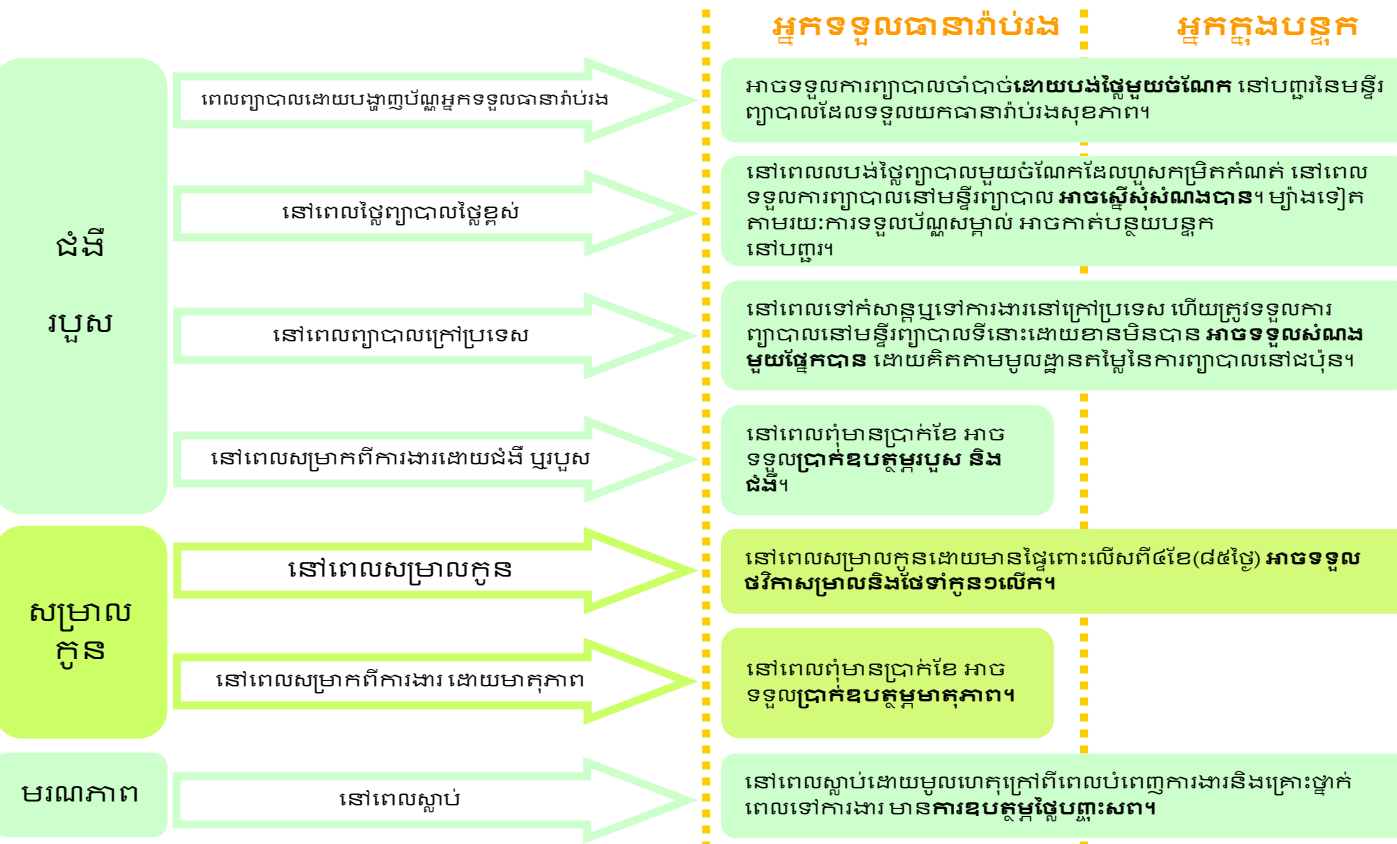 អ្នកទទួលធានារ៉ាប់រង
អ្នកក្នុងបន្ទុក
ជំងឺ
របួស
ពេលព្យាបាលដោយបង្ហាញប័ណ្ណអ្នកទទួលធានារ៉ាប់រង
អាចទទួលការព្យាបាលចាំបាច់ដោយបង់ថ្លៃមួយចំណែក នៅបញ្ជរនៃមន្ទីរ
ព្យាបាលដែលទទួលយកធានារ៉ាប់រងសុខភាព។
នៅពេលថ្លៃព្យាបាលថ្លៃខ្ពស់
នៅពេលលបង់ថ្លៃព្យាបាលមួយចំណែកដែលហួសកម្រិតកំណត់ នៅពេល
ទទួលការព្យាបាលនៅមន្ទីរព្យាបាល អាចស្នើសុំសំណងបាន។ ម្យ៉ាងទៀត
តាមរយៈការទទួលប័ណ្ណសម្គាល់ អាចកាត់បន្ថយបន្ទុក
នៅបញ្ជរ។
នៅពេលព្យាបាលក្រៅប្រទេស
នៅពេលទៅកំសាន្តឬទៅការងារនៅក្រៅប្រទេស ហើយត្រូវទទួលការ
ព្យាបាលនៅមន្ទីរព្យាបាលទីនោះដោយខានមិនបាន អាចទទួលសំណង
មួយផ្នែកបាន ដោយគិតតាមមូលដ្ឋានតម្លៃនៃការព្យាបាលនៅជប៉ុន។
នៅពេលសម្រាកពីការងារដោយជំងឺ ឬរបួស
នៅពេលពុំមានប្រាក់ខែ អាច
ទទួលប្រាក់ឧបត្ថម្ភរបួស និង
ជំងឺ។
សម្រាល
កូន
នៅពេលសម្រាលកូន
នៅពេលសម្រាលកូនដោយមានផ្ទៃពោះលើសពី៤ខែ(៨៥ថ្ងៃ) អាចទទួល
ថវិកាសម្រាលនិងថែទាំកូន១លើក។
នៅពេលសម្រាកពីការងារ ដោយមាតុភាព
នៅពេលពុំមានប្រាក់ខែ អាច
ទទួលប្រាក់ឧបត្ថម្ភមាតុភាព។
មរណភាព
នៅពេលស្លាប់
នៅពេលស្លាប់ដោយមូលហេតុក្រៅពីពេលបំពេញការងារនិងគ្រោះថ្នាក់
ពេលទៅការងារ មានការឧបត្ថម្ភថ្លៃបញ្ចុះសព។